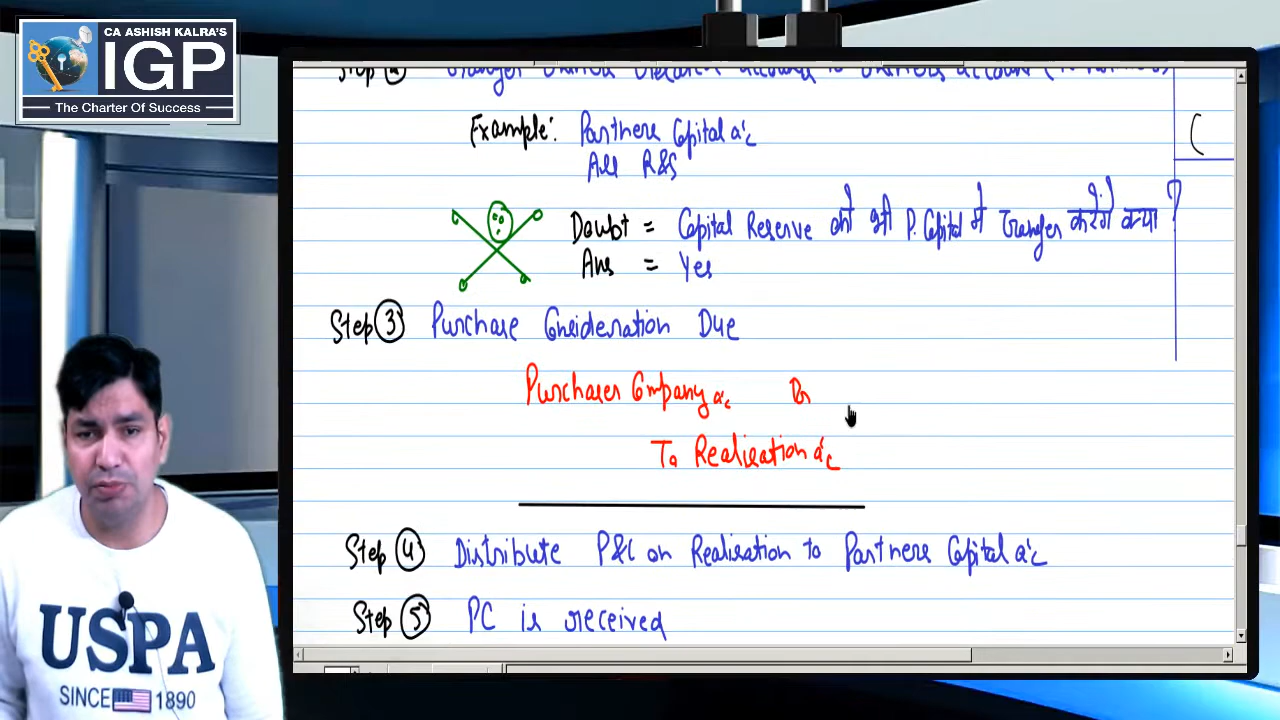 CA ASHISH KALRA'S
IGP
The Charter Of Success
Example: Partners Capital a/c
All R&S
Doubt = Capital Reserve को भी P. Capital में Transfer करेंगे क्या ?
Ans = Yes
Step ③ Purchase Consideration Due
Purchaser Company a/c Dr
To Realisation a/c
Step ④ Distribute P&L on Realisation to Partners Capital a/c
Step ⑤ PC is received
USPA
SINCE 1890